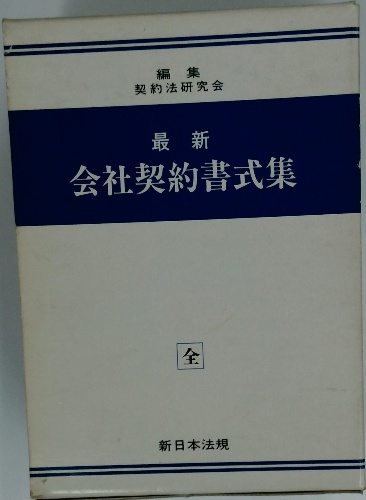 編集
契約法研究会
最新
会社契約書式集
全
新日本法規